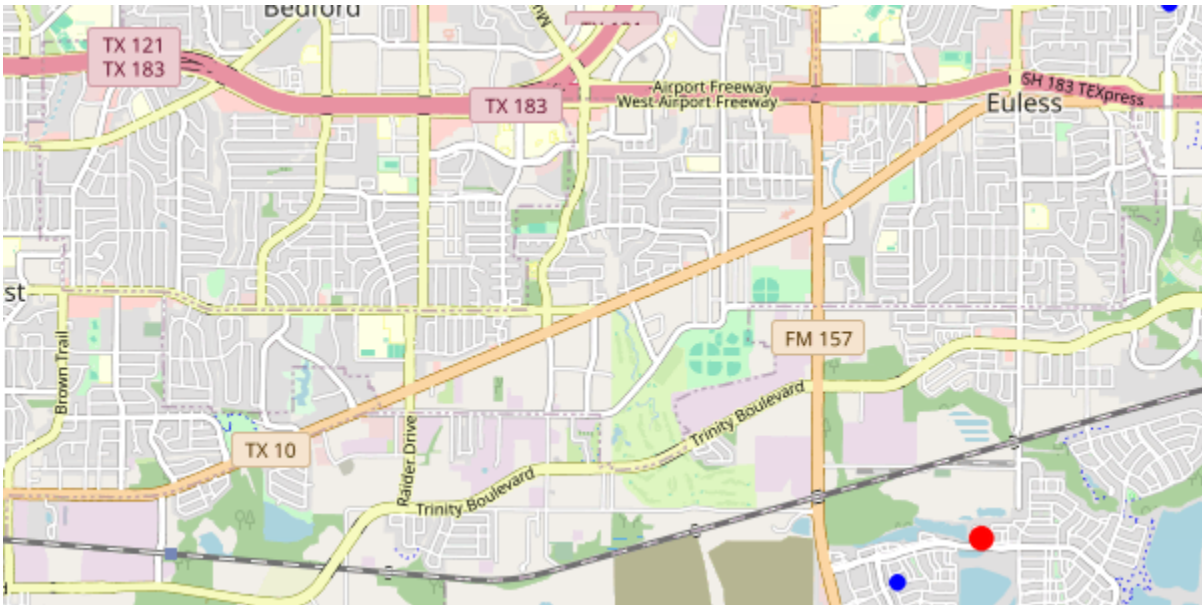 Bedford
TX 121
TX 183
TX 183
Airport Freeway
West Airport Freeway
SH 183 TEXpress
Euless
st
Brown Trail
FM 157
Trinity Boulevard
TX 10
Raider Drive
Trinity Boulevard